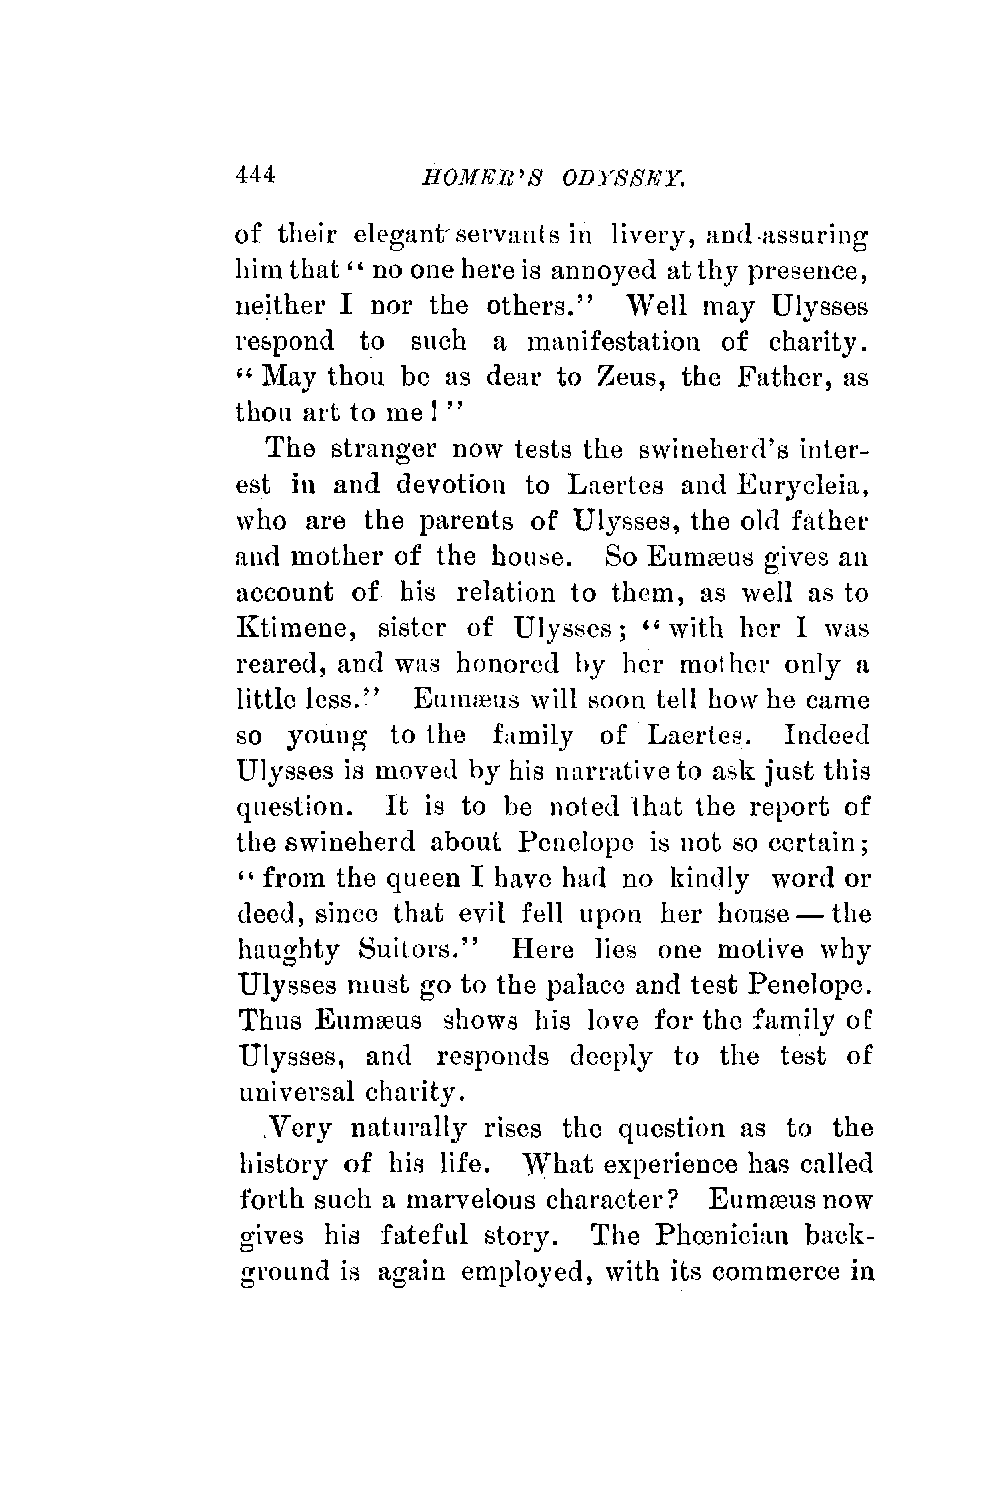 444 HOMER'S ODYSSEY.
of their elegant servants in livery, and assuring
him that "no one here is annoyed at thy presence,
neither I nor the others." Well may Ulysses
respond to such a manifestation of charity.
"May thou be as dear to Zeus, the Father, as
thou art to me!"
The stranger now tests the swineherd's inter-
est in and devotion to Laertes and Eurycleia,
who are the parents of Ulysses, the old father
and mother of the house. So Eumæus gives an
account of his relation to them, as well as to
Ktimene, sister of Ulysses; "with her I was
reared, and was honored by her mother only a
little less." Eumæus will soon tell how he came
so young to the family of Laertes. Indeed
Ulysses is moved by his narrative to ask just this
question. It is to be noted that the report of
the swineherd about Penelope is not so certain;
"from the queen I have had no kindly word or
deed, since that evil fell upon her house — the
haughty Suitors." Here lies one motive why
Ulysses must go to the palace and test Penelope.
Thus Eumæus shows his love for the family of
Ulysses, and responds deeply to the test of
universal charity.
Very naturally rises the question as to the
history of his life. What experience has called
forth such a marvelous character? Eumæus now
gives his fateful story. The Phœnician back-
ground is again employed, with its commerce in